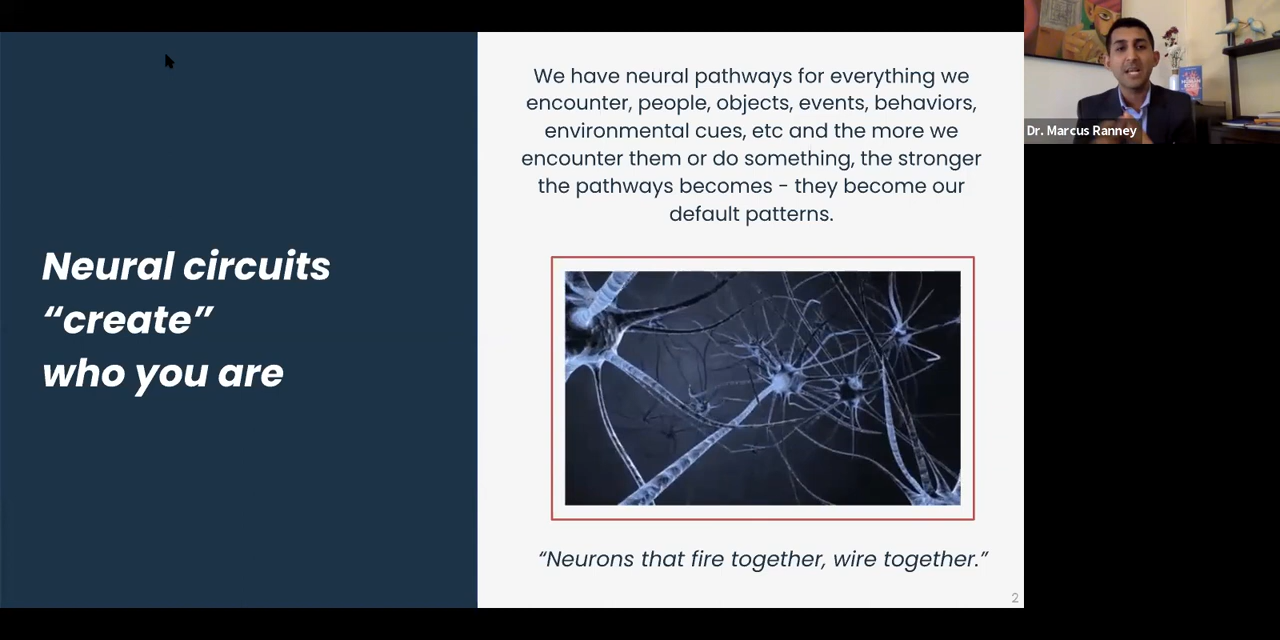 Neural circuits
“create”
who you are
We have neural pathways for everything we
encounter, people, objects, events, behaviors,
environmental cues, etc and the more we
encounter them or do something, the stronger
the pathways becomes - they become our
default patterns.
“Neurons that fire together, wire together.”
2
Dr. Marcus Ranney